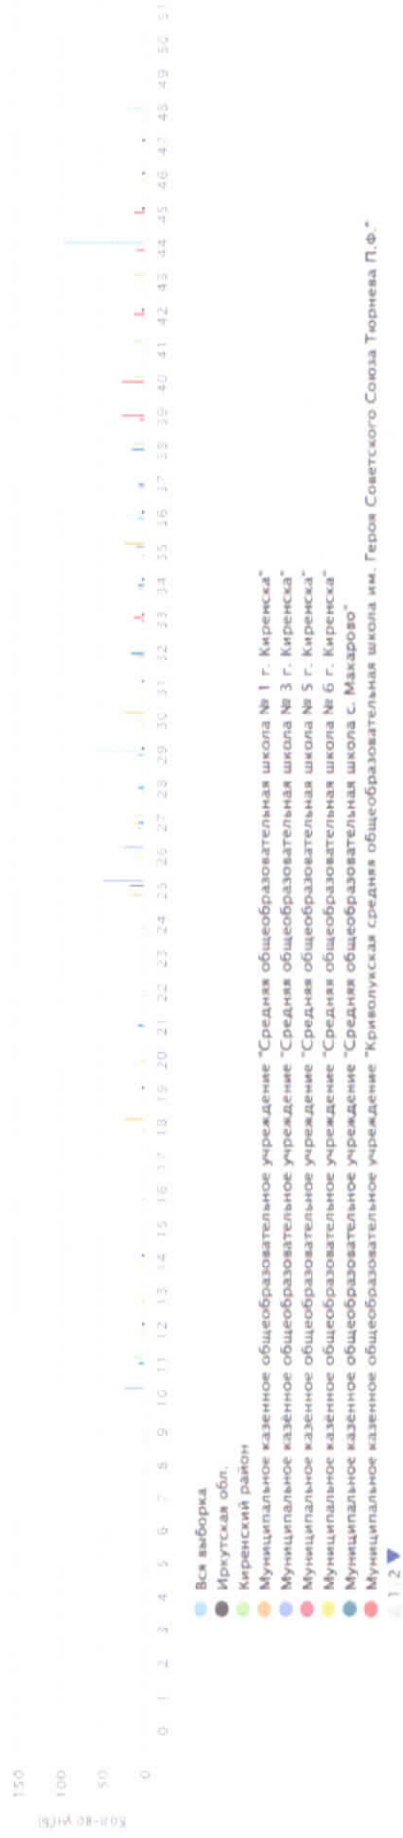 150
100
50
0
кол-во уч(%)
0 1 2 3 4 5 6 7 8 9 10 11 12 13 14 15 16 17 18 19 20 21 22 23 24 25 26 27 28 29 30 31 32 33 34 35 36 37 38 39 40 41 42 43 44 45 46 47 48 49 50 51
Вся выборка
Иркутская обл.
Киренский район
Муниципальное казённое общеобразовательное учреждение "Средняя общеобразовательная школа № 1 г. Киренска"
Муниципальное казённое общеобразовательное учреждение "Средняя общеобразовательная школа № 3 г. Киренска"
Муниципальное казённое общеобразовательное учреждение "Средняя общеобразовательная школа № 5 г. Киренска"
Муниципальное казённое общеобразовательное учреждение "Средняя общеобразовательная школа № 6 г. Киренска"
Муниципальное казённое общеобразовательное учреждение "Средняя общеобразовательная школа с. Макарово"
Муниципальное казенное общеобразовательное учреждение "Криволукская средняя общеобразовательная школа им. Героя Советского Союза Тюрнева П.Ф."
1/2